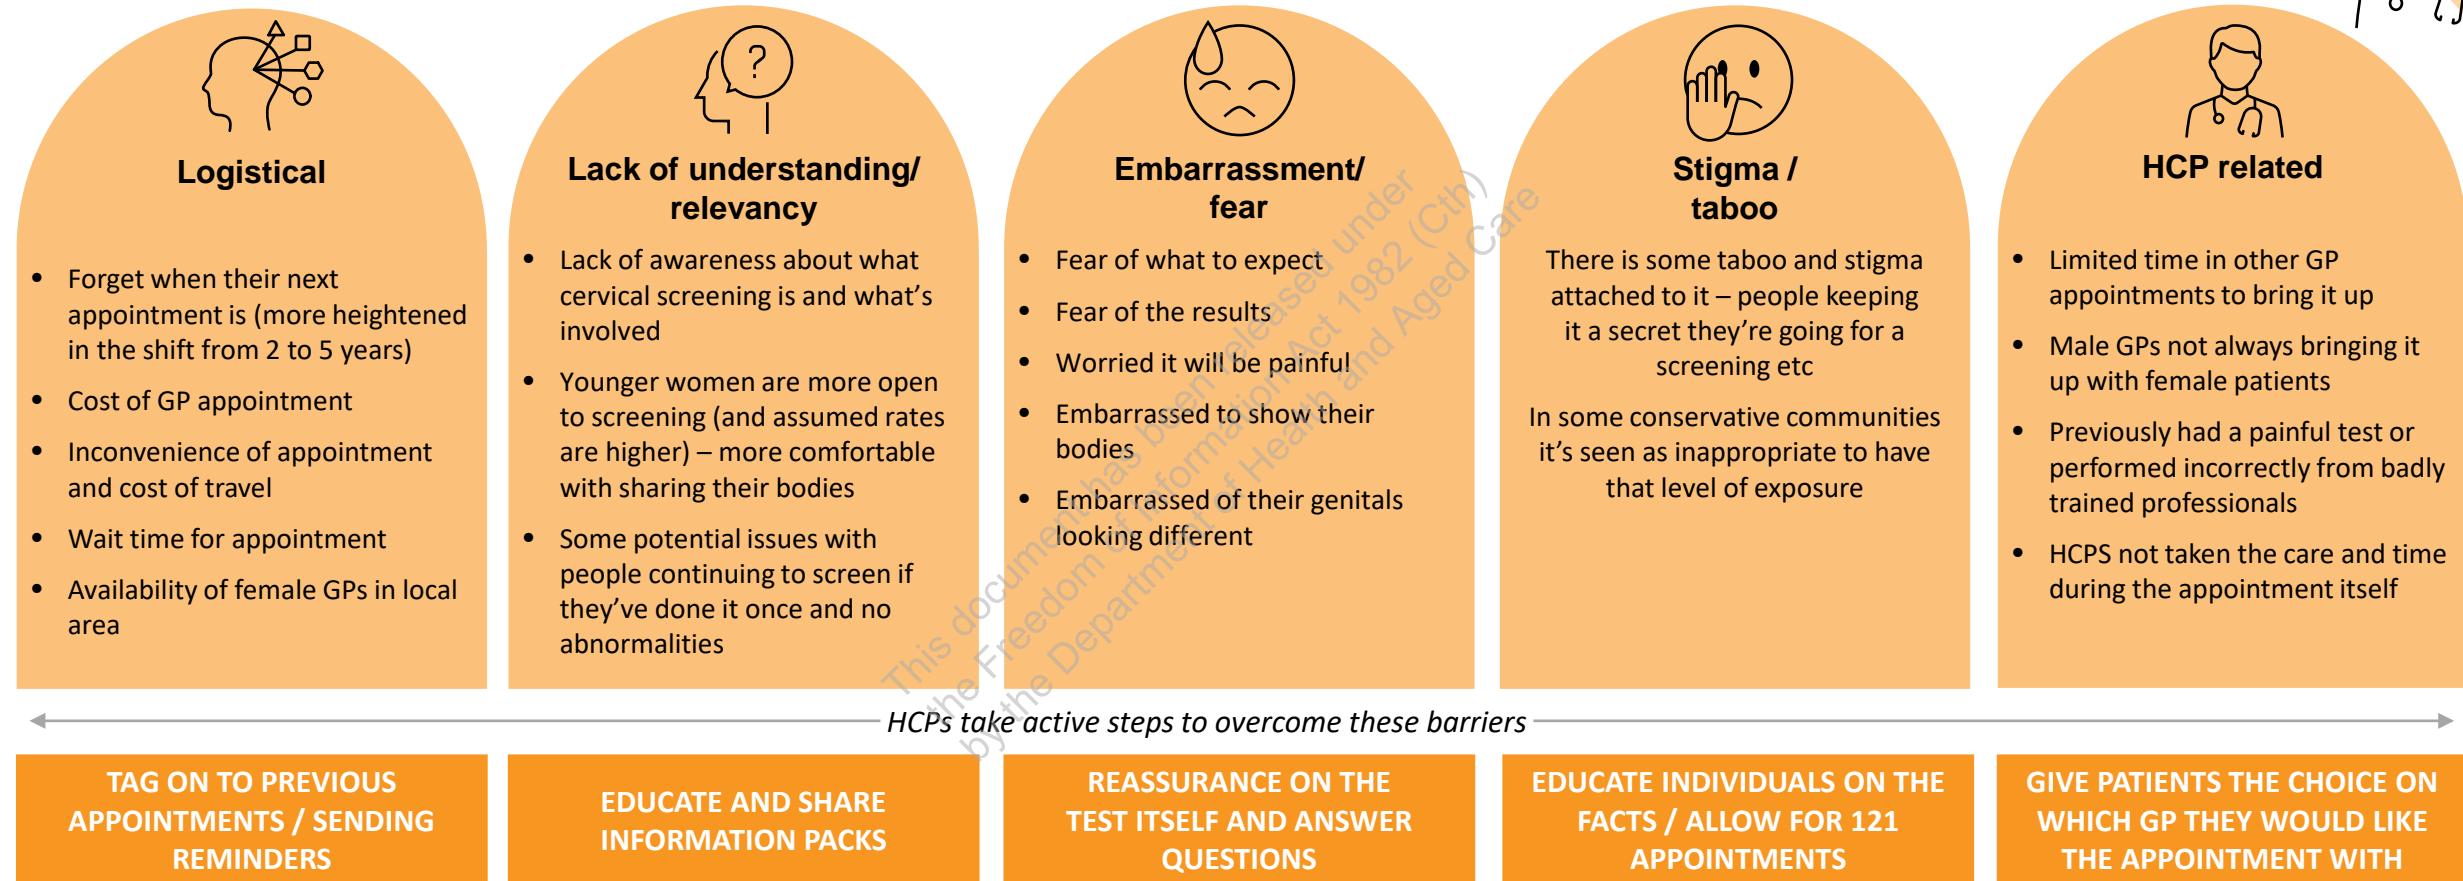 Logistical
• Forget when their next
appointment is (more heightened
in the shift from 2 to 5 years)
• Cost of GP appointment
• Inconvenience of appointment
and cost of travel
• Wait time for appointment
• Availability of female GPs in local
area
?
Lack of understanding/
relevancy
• Lack of awareness about what
cervical screening is and what's
involved
• Younger women are more open
to screening (and assumed rates
are higher) – more comfortable
with sharing their bodies
• Some potential issues with
people continuing to screen if
they've done it once and no
abnormalities
Embarrassment/
fear
• Fear of what to expect
• Fear of the results
• Worried it will be painful
• Embarrassed to show their
bodies
• Embarrassed of their genitals
looking different
Stigma /
taboo
There is some taboo and stigma
attached to it – people keeping
it a secret they're going for a
screening etc
In some conservative communities
it's seen as inappropriate to have
that level of exposure
HCP related
• Limited time in other GP
appointments to bring it up
• Male GPs not always bringing it
up with female patients
• Previously had a painful test or
performed incorrectly from badly
trained professionals
• HCPS not taken the care and time
during the appointment itself
This document has been released under
the Freedom of Information Act 1982 (Cth)
by the Department of Health and Aged Care
HCPs take active steps to overcome these barriers
TAG ON TO PREVIOUS
APPOINTMENTS / SENDING
REMINDERS
EDUCATE AND SHARE
INFORMATION PACKS
REASSURANCE ON THE
TEST ITSELF AND ANSWER
QUESTIONS
EDUCATE INDIVIDUALS ON THE
FACTS / ALLOW FOR 121
APPOINTMENTS
GIVE PATIENTS THE CHOICE ON
WHICH GP THEY WOULD LIKE
THE APPOINTMENT WITH